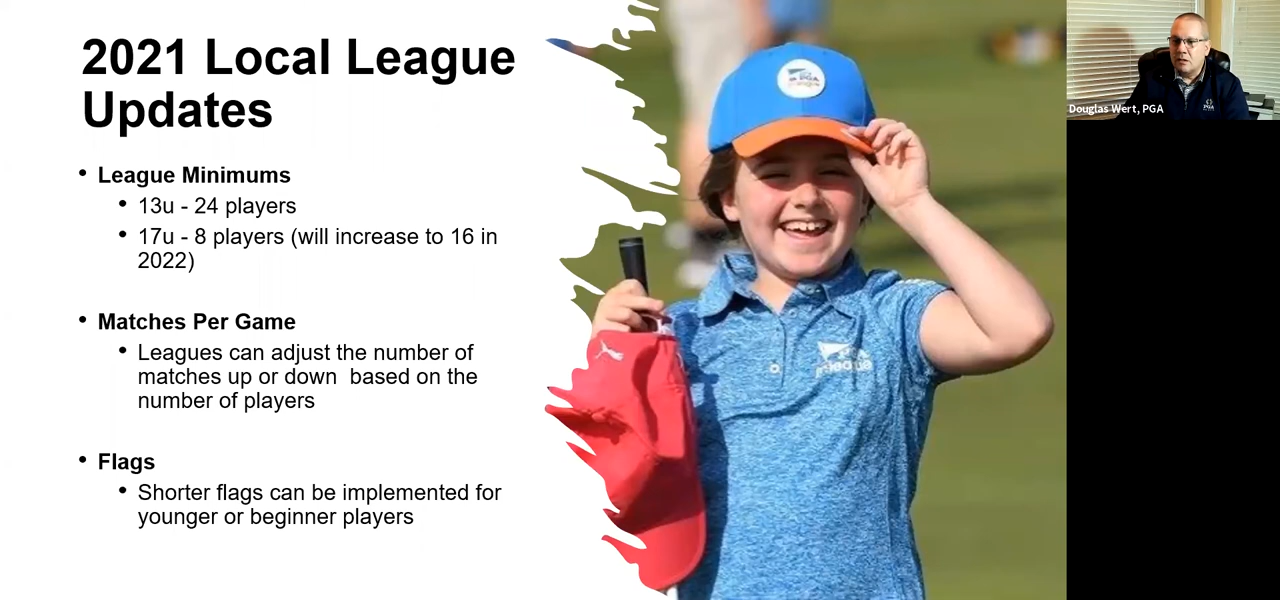 2021 Local League
Updates
• League Minimums
• 13u - 24 players
• 17u - 8 players (will increase to 16 in
2022)
• Matches Per Game
• Leagues can adjust the number of
matches up or down  based on the
number of players
• Flags
• Shorter flags can be implemented for
younger or beginner players
Douglas Wert, PGA